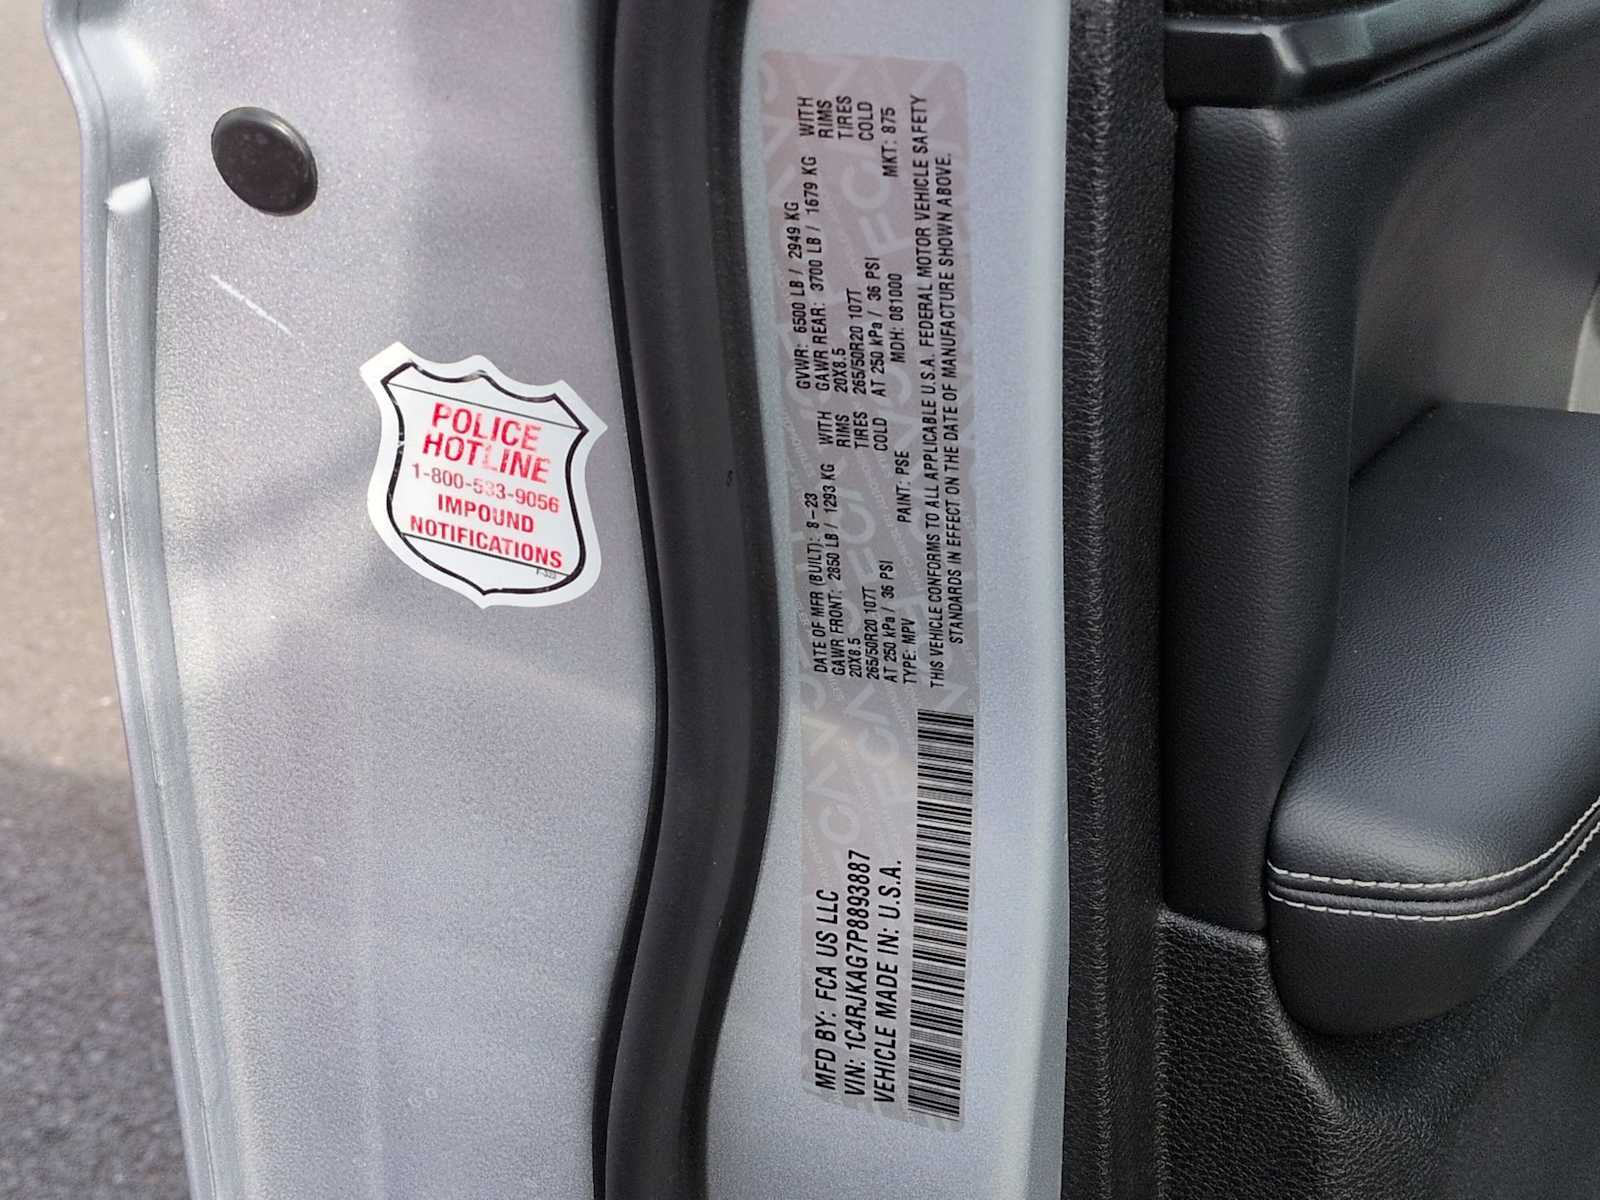 POLICE
HOTLINE
1-800-533-9056
IMPOUND
NOTIFICATIONS
MFD BY: FCA US LLC
VIN: 1C4RJKAG7P8893887
VEHICLE MADE IN: U.S.A.
DATE OF MFR (BUILT): 8-23 GVWR: 6500 LB / 2949 KG
GAWR FRONT: 2850 LB / 1293 KG WITH GAWR REAR: 3700 LB / 1679 KG WITH
20X8.5 RIMS 20X8.5 RIMS
265/50R20 107T TIRES 265/50R20 107T TIRES
AT 250 kPa / 36 PSI COLD AT 250 kPa / 36 PSI COLD
TYPE: MPV PAINT: PSE MDH: 081000 MKT: 875
THIS VEHICLE CONFORMS TO ALL APPLICABLE U.S.A. FEDERAL MOTOR VEHICLE SAFETY
STANDARDS IN EFFECT ON THE DATE OF MANUFACTURE SHOWN ABOVE.